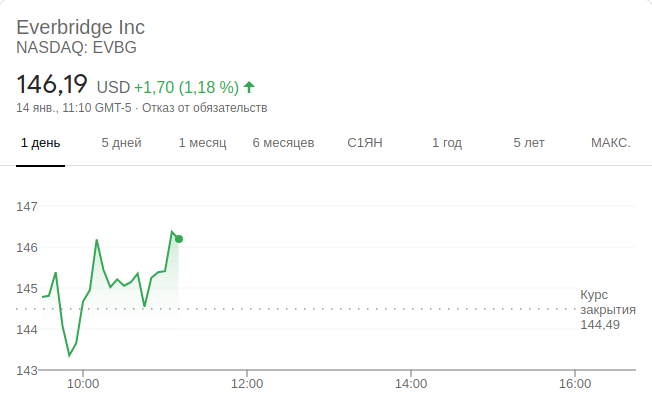 Everbridge Inc
NASDAQ: EVBG
146,19 USD +1,70 (1,18 %)
14 янв., 11:10 GMT-5 · Отказ от обязательств
1 день 5 дней 1 месяц 6 месяцев С1ЯН 1 год 5 лет МАКС.
147
146
145
144
143
Курс
закрытия
144,49
10:00 12:00 14:00 16:00